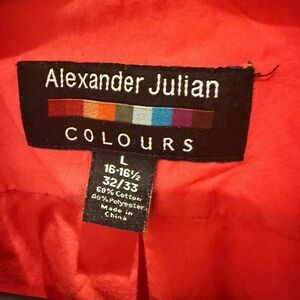 Alexander Julian
COLOURS
L
16-16½
32/33
60% Cotton
40% Polyester
Made in
China